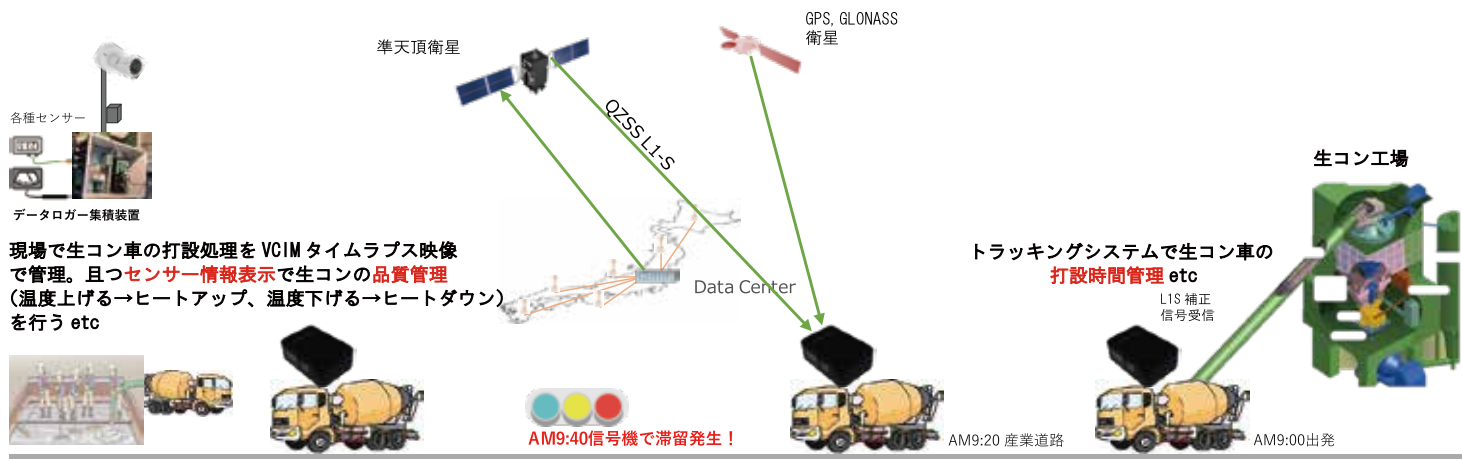 GPS, GLONASS
衛星
準天頂衛星
各種センサー
QZSS L1-S
生コン工場
データロガー集積装置
現場で生コン車の打設処理を VCIM タイムラプス映像
で管理。且つセンサー情報表示で生コンの品質管理
（温度上げる→ヒートアップ、温度下げる→ヒートダウン）
を行う etc
Data Center
トラッキングシステムで生コン車の
打設時間管理 etc
L1S 補正
信号受信
AM9:40信号機で滞留発生！
AM9:20 産業道路
AM9:00出発